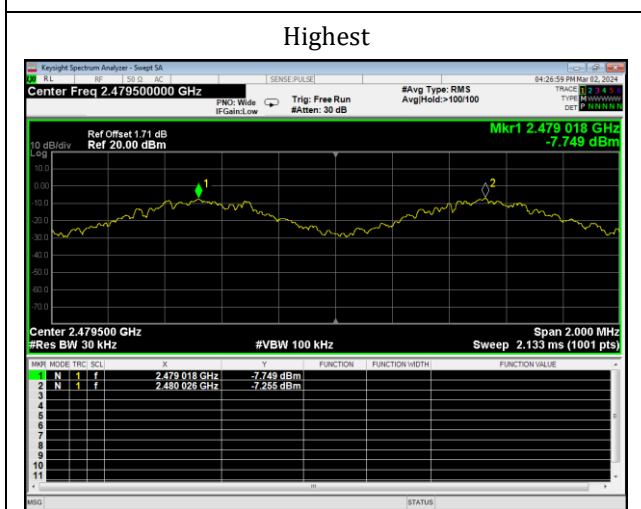 Highest
Keysight Spectrum Analyzer - Swept SA
RL RF 50 Ω AC SENSE:PULSE 04:26:59 PM Mar 02, 2024
Center Freq 2.479500000 GHz #Avg Type: RMS TRACE 1 2 3 4 5 6
PNO: Wide Trig: Free Run Avg|Hold:>100/100 TYPE M WWWWW
IFGain:Low #Atten: 30 dB DET P N N N N N
Mkr1 2.479 018 GHz
Ref Offset 1.71 dB
10 dB/div Ref 20.00 dBm -7.749 dBm
Log
10.0
0.00
1
2
-10.0
-20.0
-30.0
-40.0
-50.0
-60.0
-70.0
Center 2.479500 GHz Span 2.000 MHz
#Res BW 30 kHz #VBW 100 kHz Sweep 2.133 ms (1001 pts)
MKR MODE TRC SCL X Y FUNCTION FUNCTION WIDTH FUNCTION VALUE
1 N 1 f 2.479 018 GHz -7.749 dBm
2 N 1 f 2.480 026 GHz -7.255 dBm
3
4
5
6
7
8
9
10
11
MSG STATUS